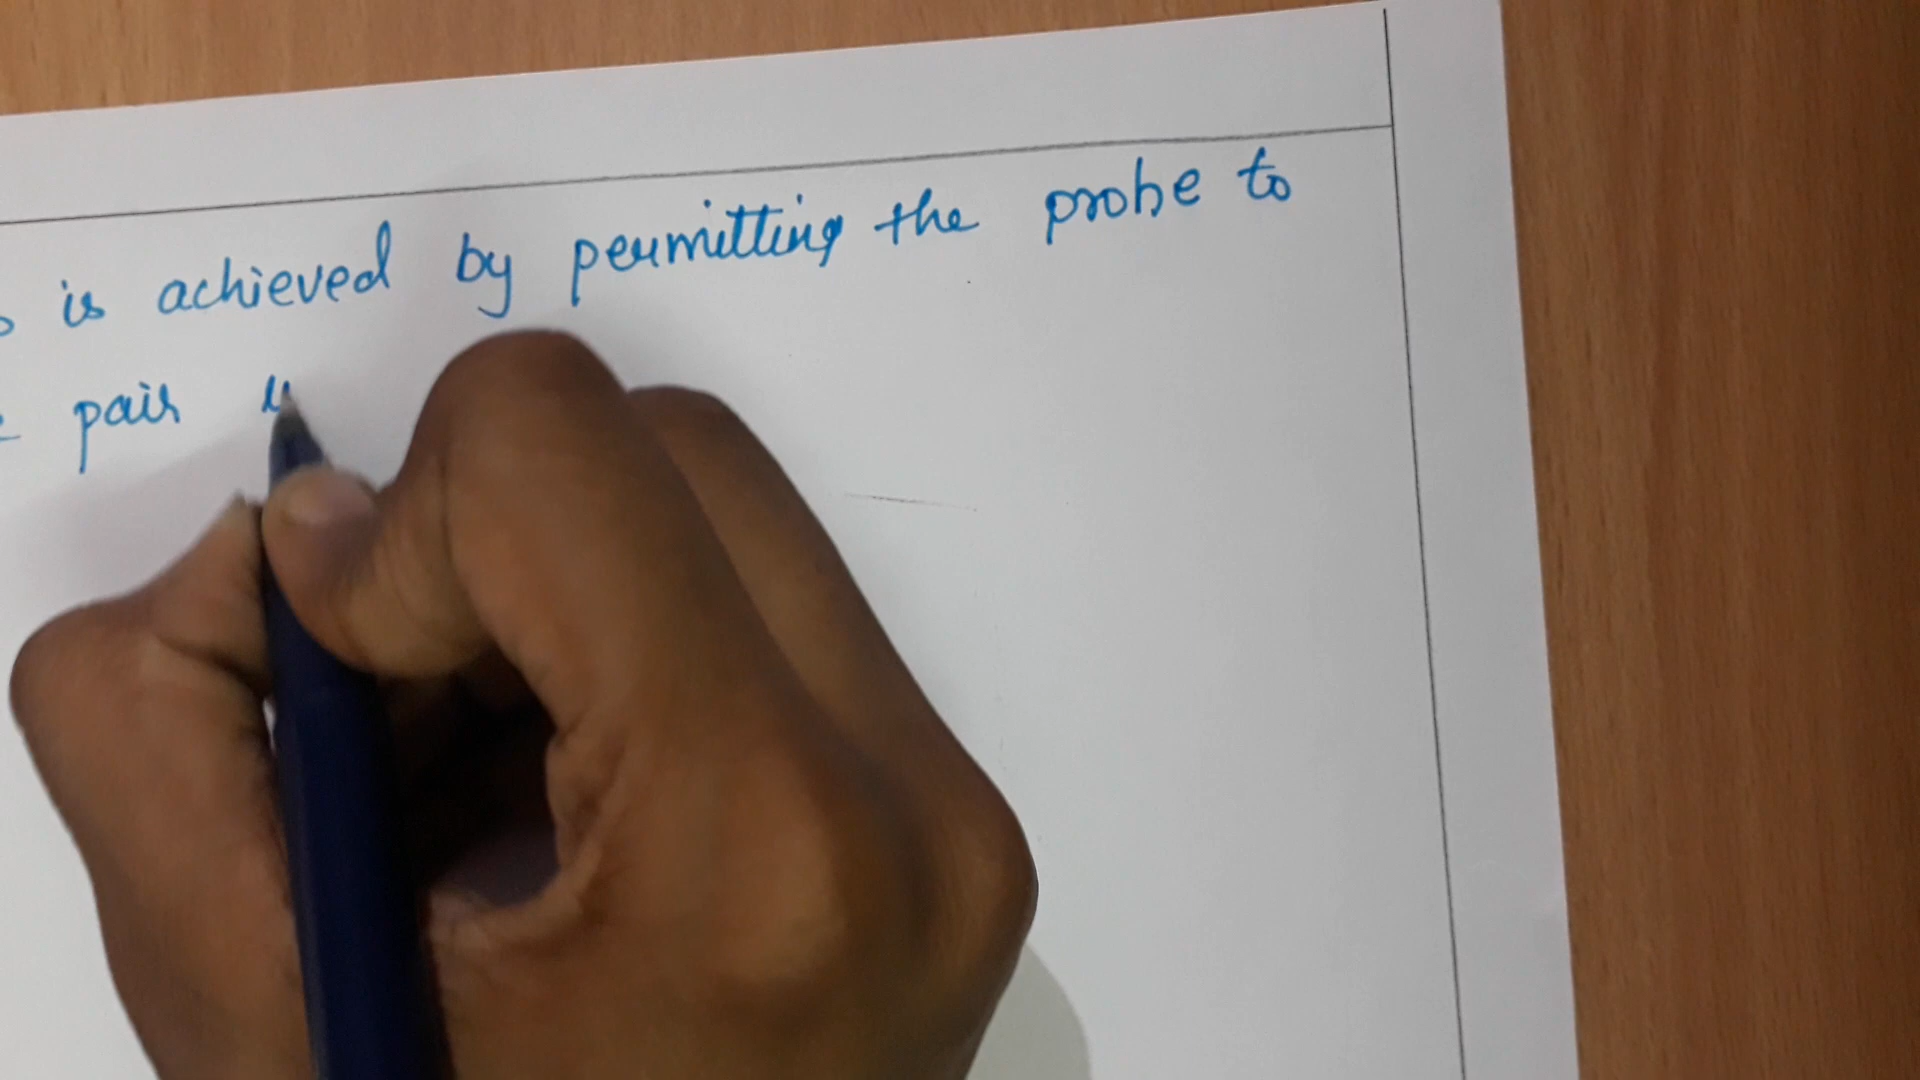 is achieved by permitting the probe to
pair